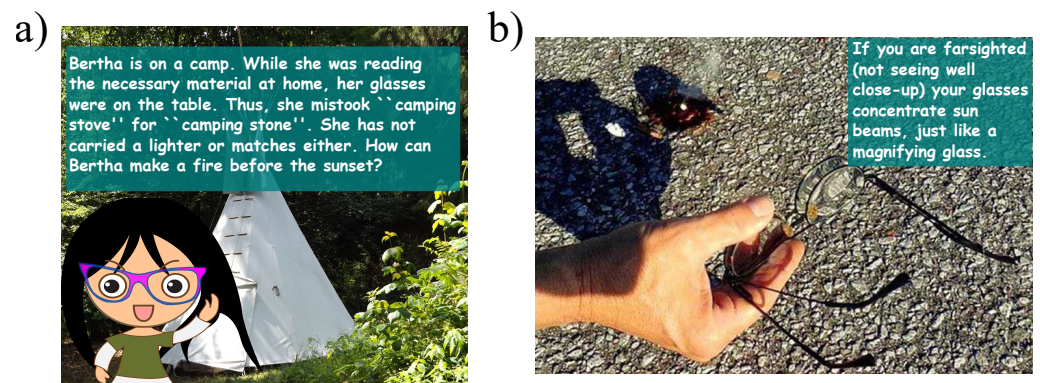 a)
Bertha is on a camp. While she was reading
the necessary material at home, her glasses
were on the table. Thus, she mistook ``camping
stove'' for ``camping stone''. She has not
carried a lighter or matches either. How can
Bertha make a fire before the sunset?
b)
If you are farsighted
(not seeing well
close-up) your glasses
concentrate sun
beams, just like a
magnifying glass.